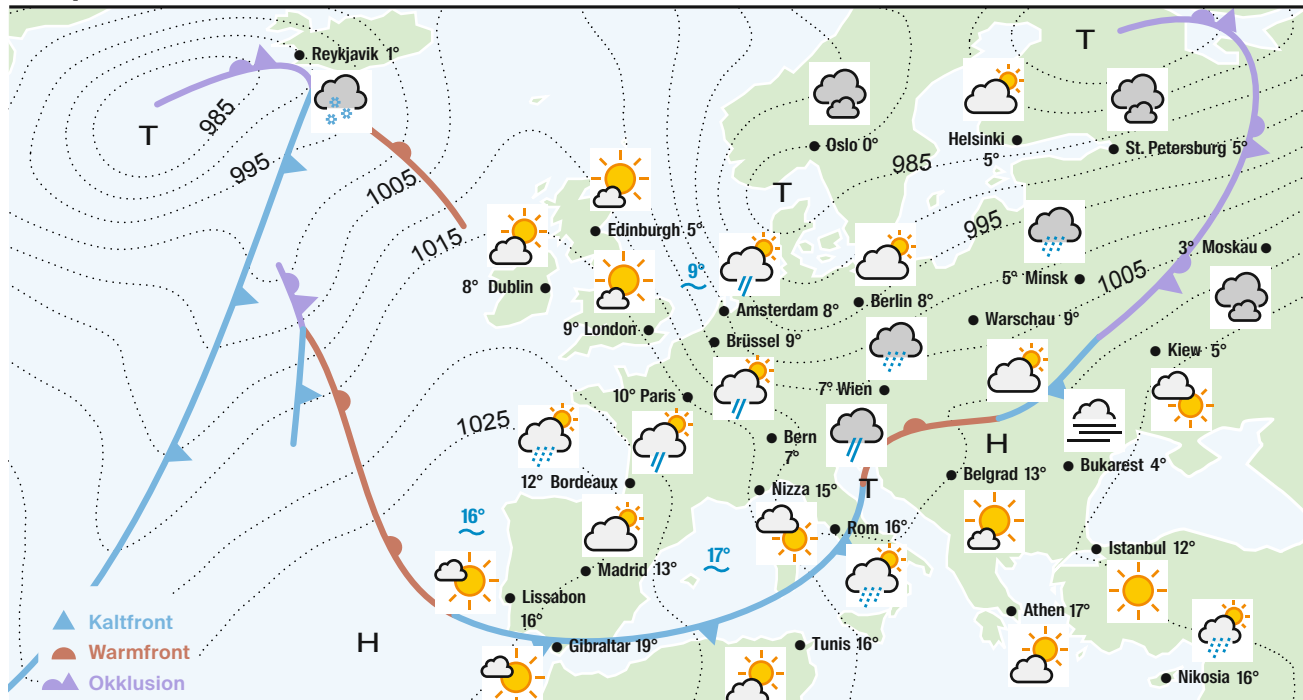 Reykjavik 1°
T
985
T
995
Oslo 0°
Helsinki
5°
St. Petersburg 5°
985
1005
T
995
1015
Edinburgh 5°
3° Moskau
9°
5° Minsk
1005
8° Dublin
Amsterdam 8°
Berlin 8°
Warschau 9°
9° London
Brüssel 9°
Kiew 5°
10° Paris
7° Wien
1025
Bern
7°
H
Bukarest 4°
12° Bordeaux
Nizza 15°
T
Belgrad 13°
16°
Rom 16°
17°
Istanbul 12°
Madrid 13°
Lissabon
16°
Athen 17°
Kaltfront
H
Gibraltar 19°
Tunis 16°
Warmfront
Okklusion
Nikosia 16°